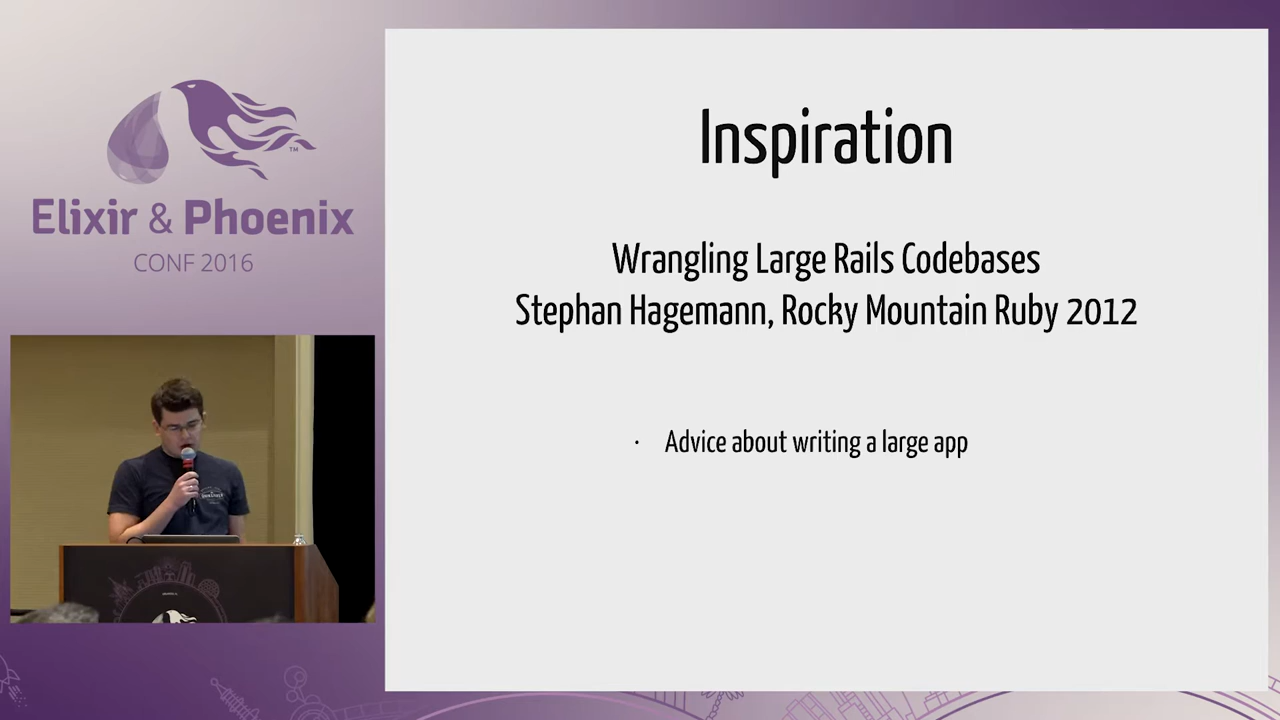 Elixir & Phoenix
CONF 2016
TM
Inspiration
Wrangling Large Rails Codebases
Stephan Hagemann, Rocky Mountain Ruby 2012
· Advice about writing a large app